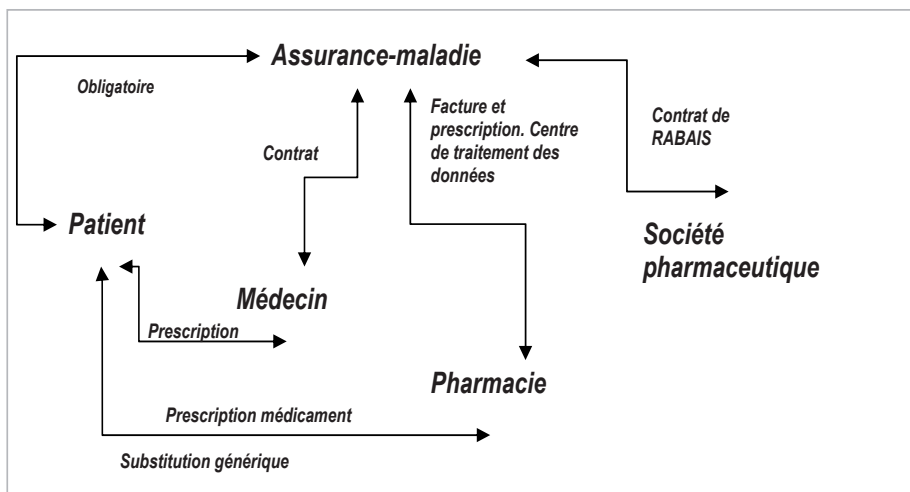 Assurance-maladie
Obligatoire
Facture et
prescription. Centre
de traitement des
données
Contrat de
RABAIS
Contrat
Patient
Société
pharmaceutique
Médecin
Prescription
Pharmacie
Prescription médicament
Substitution générique